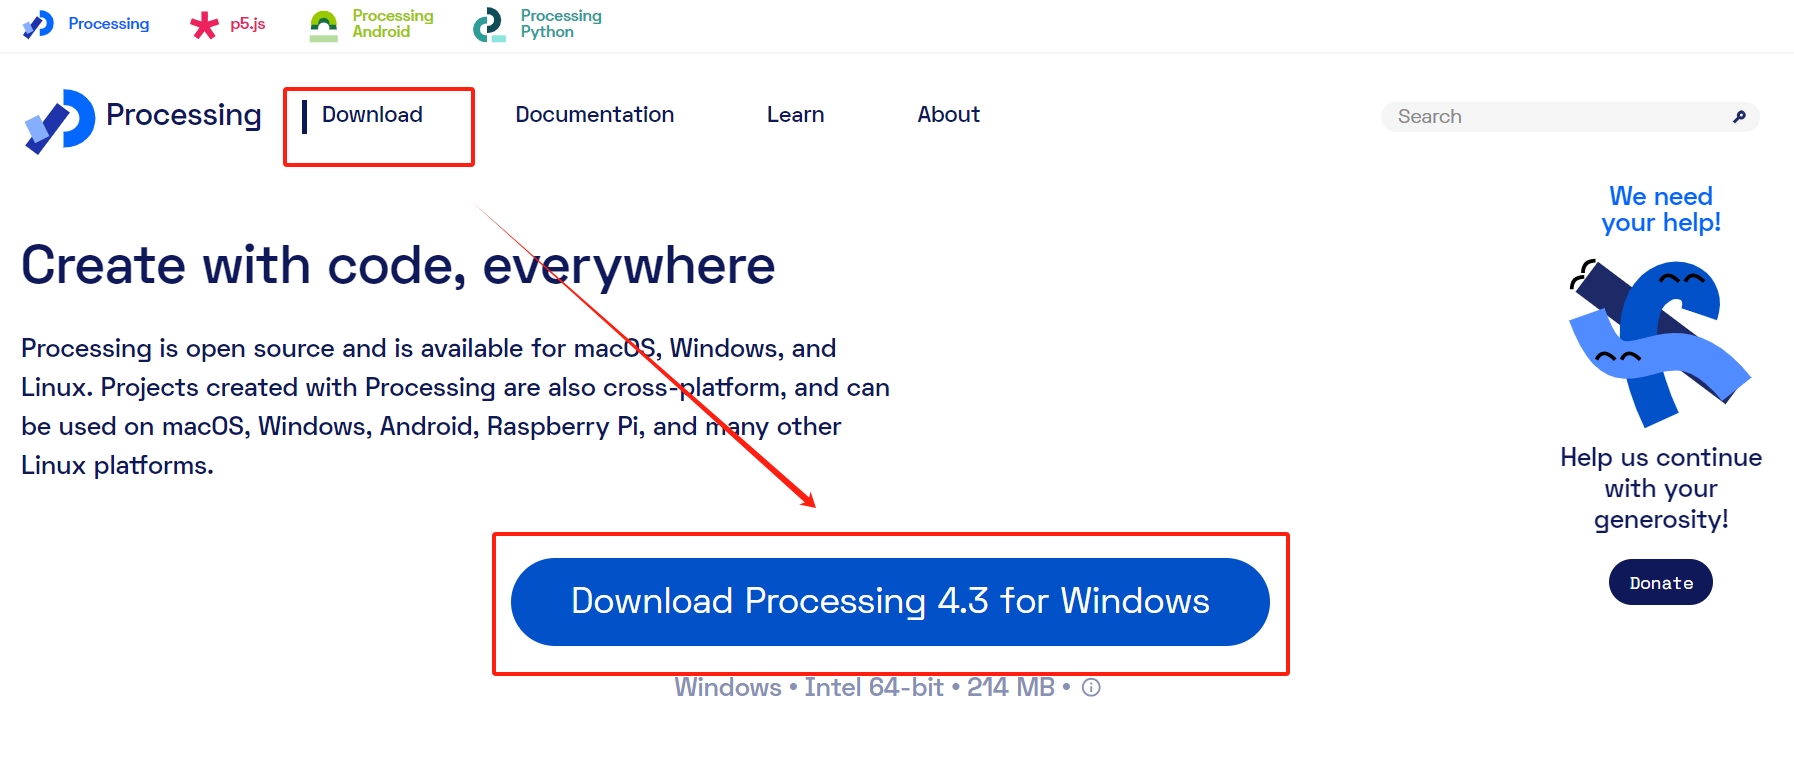 Processing
p5.js
Processing
Android
Processing
Python
Processing
Download
Documentation
Learn
About
Search
We need
your help!
Create with code, everywhere
Processing is open source and is available for macOS, Windows, and
Linux. Projects created with Processing are also cross-platform, and can
be used on macOS, Windows, Android, Raspberry Pi, and many other
Linux platforms.
Help us continue
with your
generosity!
Donate
Download Processing 4.3 for Windows
Windows • Intel 64-bit • 214 MB •